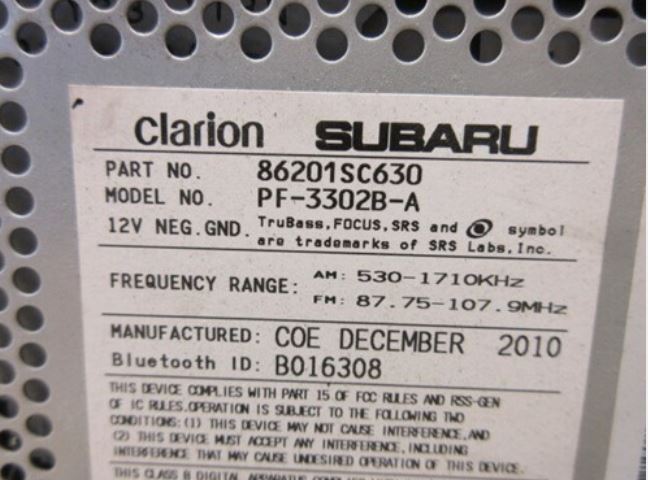 clarion SUBARU
PART NO. 86201SC630
MODEL NO. PF-3302B-A
12V NEG.GND. TruBass,FOCUS,SRS and symbol
are trademarks of SRS Labs,Inc.
FREQUENCY RANGE: AM: 530-1710KHz
FM: 87.75-107.9MHz
MANUFACTURED: COE DECEMBER 2010
Bluetooth ID: B016308
THIS DEVICE COMPLIES WITH PART 15 OF FCC RULES AND RSS-GEN
OF IC RULES.OPERATION IS SUBJECT TO THE FOLLOWING TWO
CONDITIONS:(1) THIS DEVICE MAY NOT CAUSE INTERFERENCE,AND
(2) THIS DEVICE MUST ACCEPT ANY INTERFERENCE,INCLUDING
INTERFERENCE THAT MAY CAUSE UNDESIRED OPERATION OF THIS DEVICE.
THIS CLASS B DIGITAL APPARATUS